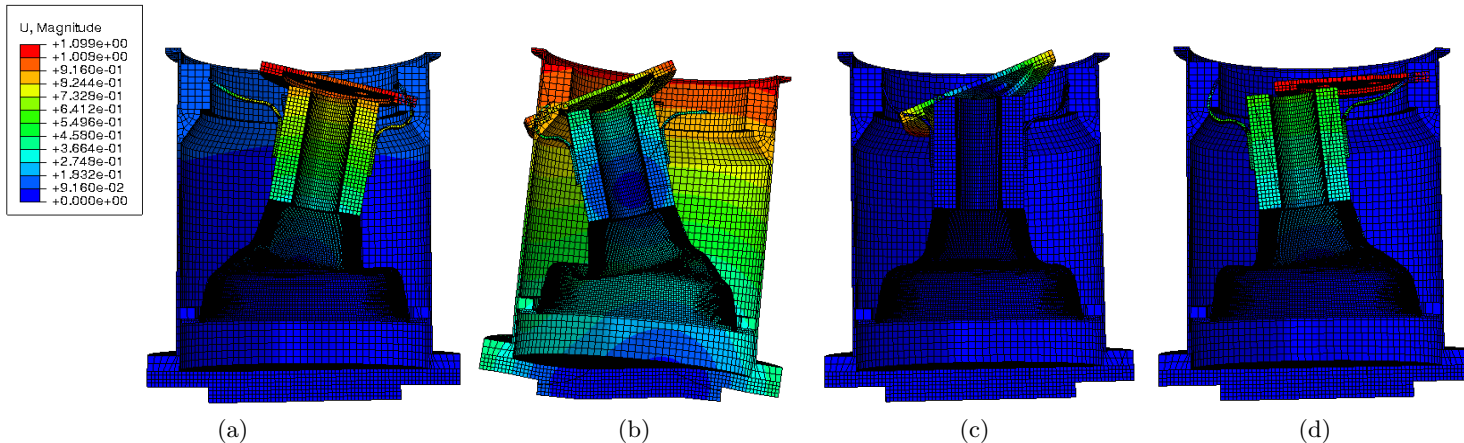 U, Magnitude
+1.099e+00
+1.008e+00
+9.160e-01
+8.244e-01
+7.328e-01
+6.412e-01
+5.496e-01
+4.580e-01
+3.664e-01
+2.748e-01
+1.832e-01
+9.160e-02
+0.000e+00
(a)
(b)
(c)
(d)